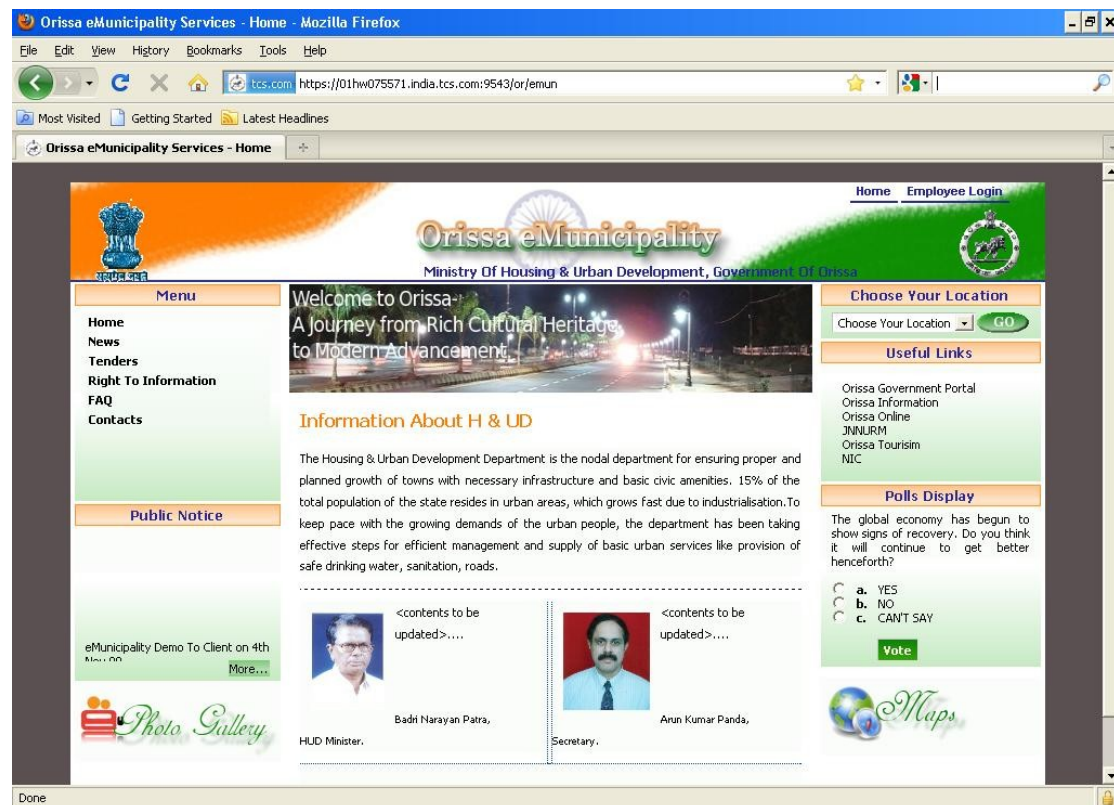 Orissa eMunicipality Services - Home - Mozilla Firefox
File Edit View History Bookmarks Tools Help
tcs.com https://01hw075571.india.tcs.com:9543/or/emun
Most Visited Getting Started Latest Headlines
Orissa eMunicipality Services - Home
Home Employee Login
Orissa eMunicipality
Ministry Of Housing & Urban Development, Government Of Orissa
Menu
Home
News
Tenders
Right To Information
FAQ
Contacts
Public Notice
eMunicipality Demo To Client on 4th
More...
Photo Gallery
Welcome to Orissa-
A Journey from Rich Cultural Heritage
to Modern Advancement
Information About H & UD
The Housing & Urban Development Department is the nodal department for ensuring proper and
planned growth of towns with necessary infrastructure and basic civic amenities. 15% of the
total population of the state resides in urban areas, which grows fast due to industrialisation.To
keep pace with the growing demands of the urban people, the department has been taking
effective steps for efficient management and supply of basic urban services like provision of
safe drinking water, sanitation, roads.
<contents to be
updated>....
Badri Narayan Patra,
HUD Minister.
<contents to be
updated>....
Arun Kumar Panda,
Secretary.
Choose Your Location
Choose Your Location GO
Useful Links
Orissa Government Portal
Orissa Information
Orissa Online
JNNURM
Orissa Tourisim
NIC
Polls Display
The global economy has begun to
show signs of recovery. Do you think
it will continue to get better
henceforth?
a. YES
b. NO
c. CAN'T SAY
Vote
Maps
Done